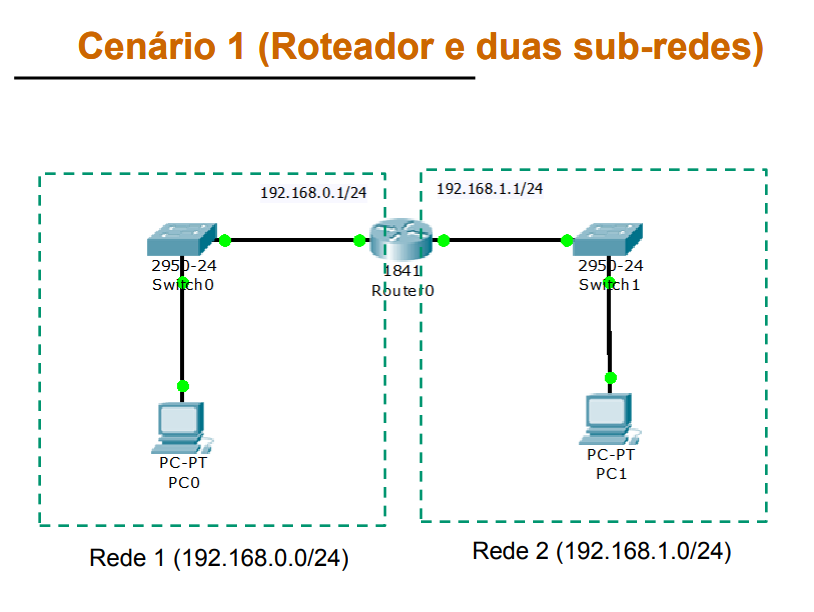 Cenário 1 (Roteador e duas sub-redes)
192.168.0.1/24
192.168.1.1/24
2950-24
Switch0
1841
Router0
2950-24
Switch1
PC-PT
PC0
PC-PT
PC1
Rede 1 (192.168.0.0/24)
Rede 2 (192.168.1.0/24)